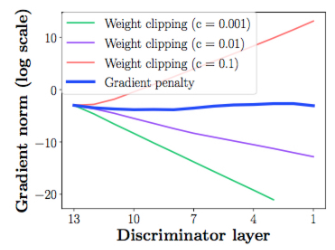 Weight clipping (c = 0.001)
Weight clipping (c = 0.01)
Weight clipping (c = 0.1)
Gradient penalty
Gradient norm (log scale)
10
0
−10
−20
13
10
7
4
1
Discriminator layer